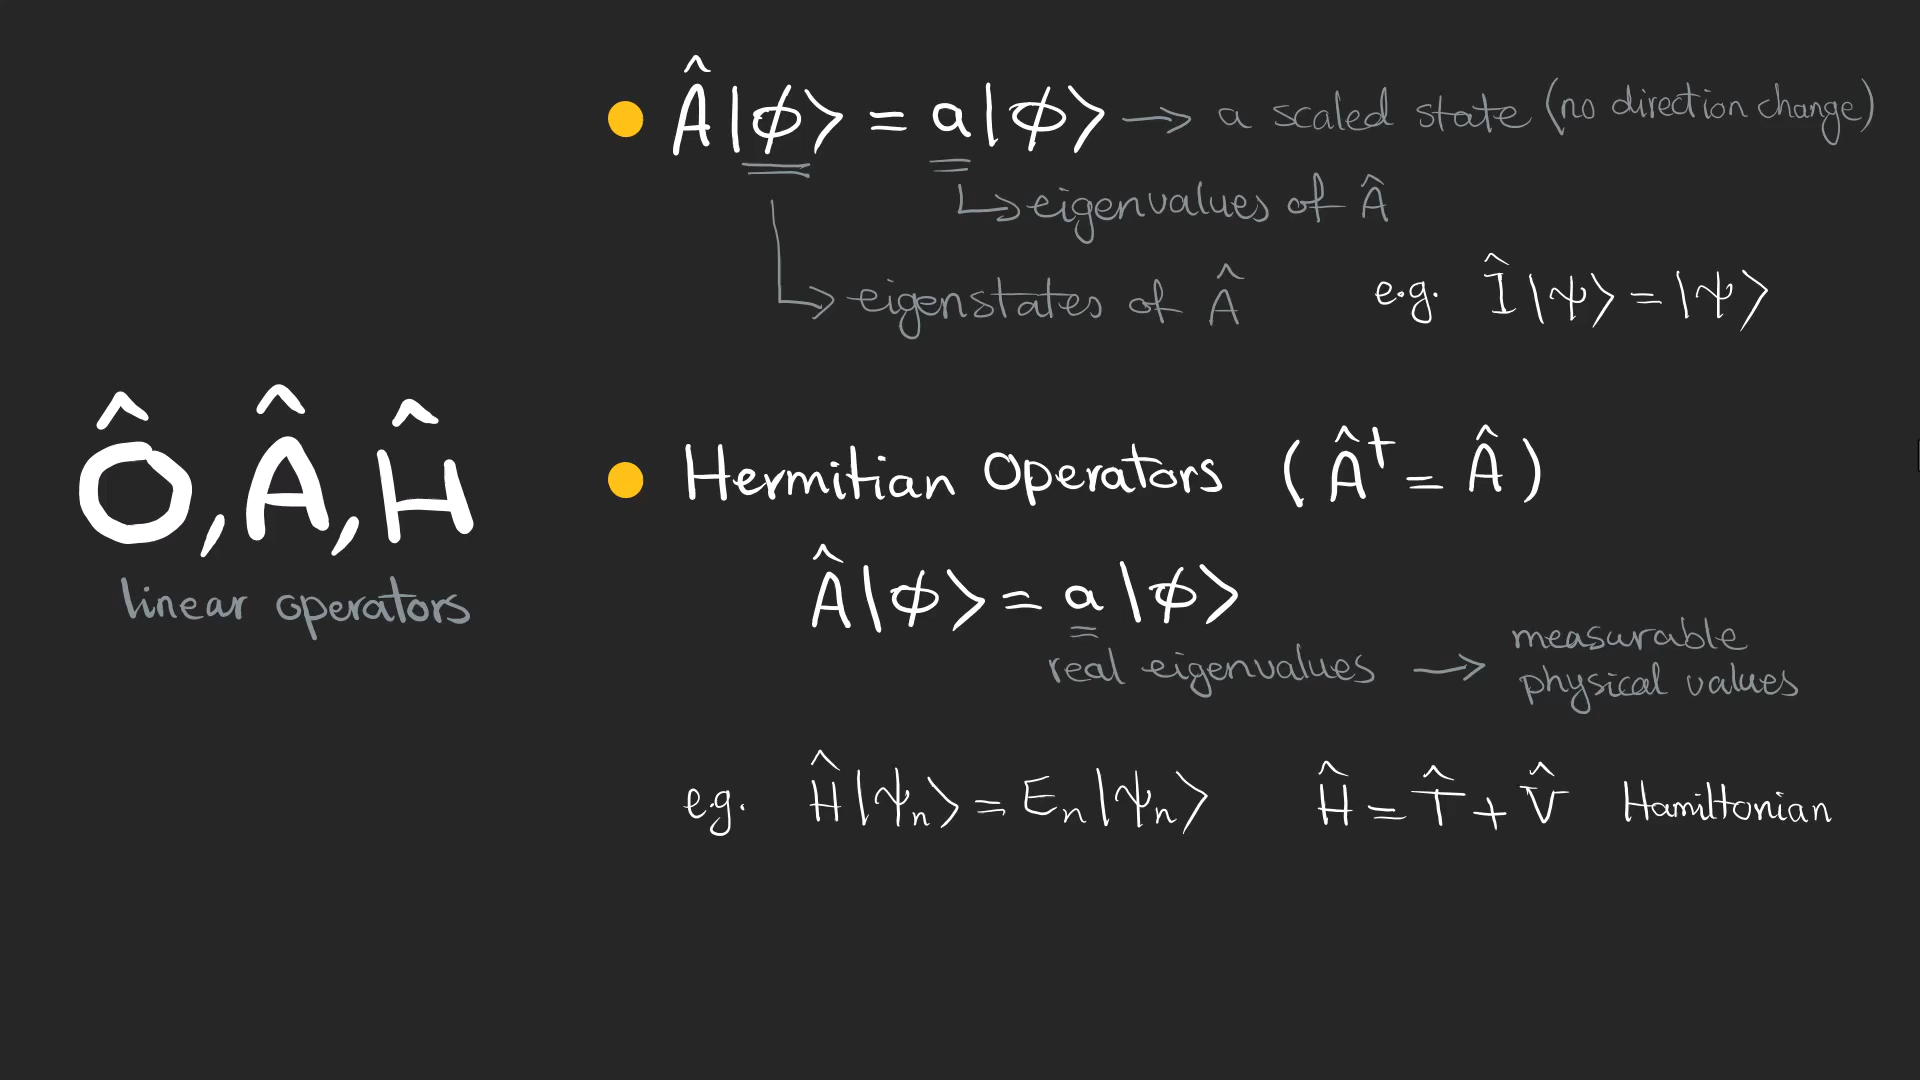 Â|ϕ⟩ = a|ϕ⟩ → a scaled state (no direction change)
↳ eigenvalues of Â
↳ eigenstates of Â
e.g. Î|ψ⟩ = |ψ⟩
Ô, Â, Ĥ
linear operators
Hermitian Operators (Â† = Â)
Â|ϕ⟩ = a|ϕ⟩
real eigenvalues → measurable
physical values
e.g. Ĥ|ψₙ⟩ = Eₙ|ψₙ⟩ Ĥ = T̂ + V̂ Hamiltonian